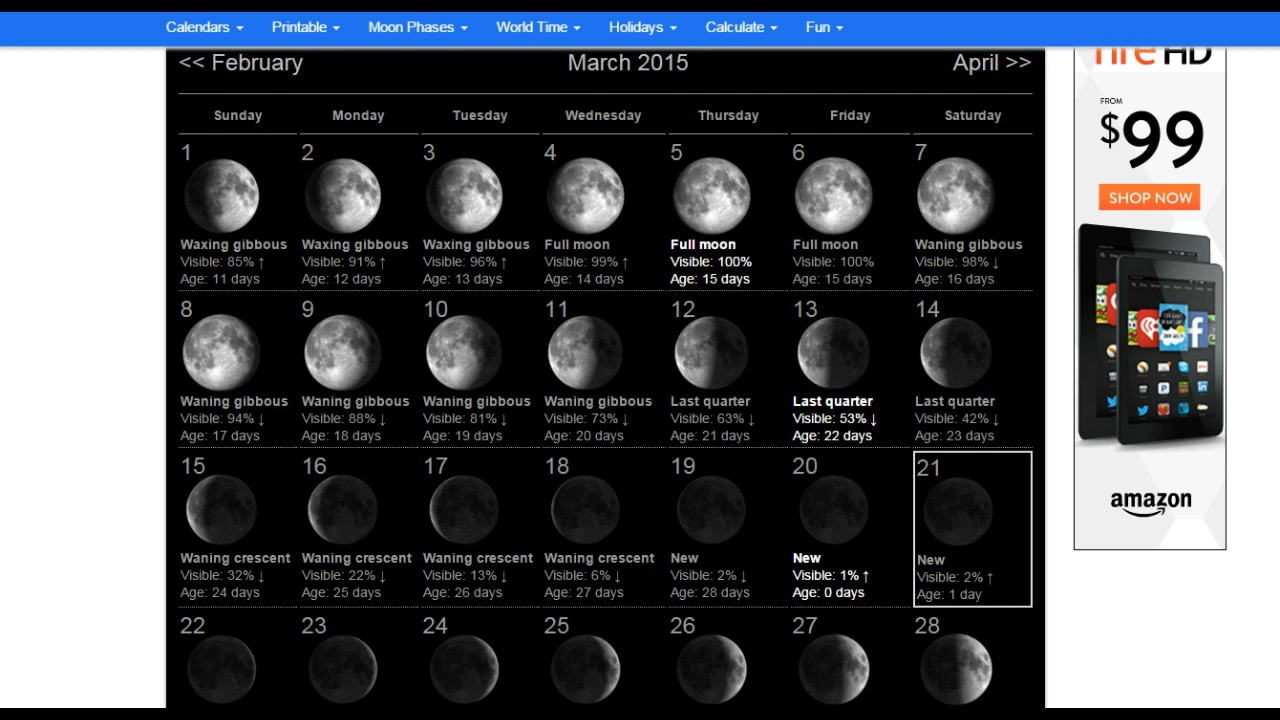 Calendars Printable Moon Phases World Time Holidays Calculate Fun
<< February March 2015 April >>
Sunday Monday Tuesday Wednesday Thursday Friday Saturday
1 2 3 4 5 6 7
Waxing gibbous Waxing gibbous Waxing gibbous Full moon Full moon Full moon Waning gibbous
Visible: 85% ↑ Visible: 91% ↑ Visible: 96% ↑ Visible: 99% ↑ Visible: 100% Visible: 100% Visible: 98% ↓
Age: 11 days Age: 12 days Age: 13 days Age: 14 days Age: 15 days Age: 15 days Age: 16 days
8 9 10 11 12 13 14
Waning gibbous Waning gibbous Waning gibbous Waning gibbous Last quarter Last quarter Last quarter
Visible: 94% ↓ Visible: 88% ↓ Visible: 81% ↓ Visible: 73% ↓ Visible: 63% ↓ Visible: 53% ↓ Visible: 42% ↓
Age: 17 days Age: 18 days Age: 19 days Age: 20 days Age: 21 days Age: 22 days Age: 23 days
15 16 17 18 19 20 21
Waning crescent Waning crescent Waning crescent Waning crescent New New New
Visible: 32% ↓ Visible: 22% ↓ Visible: 13% ↓ Visible: 6% ↓ Visible: 2% ↓ Visible: 1% ↑ Visible: 2% ↑
Age: 24 days Age: 25 days Age: 26 days Age: 27 days Age: 28 days Age: 0 days Age: 1 day
22 23 24 25 26 27 28
fire HD
FROM
$99
SHOP NOW
amazon